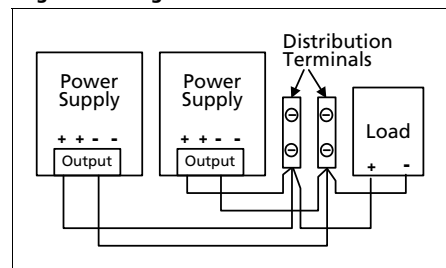 Distribution
Terminals
Power
Supply
Power
Supply
Load
+ + - -
+ + - -
Output
Output
+ -